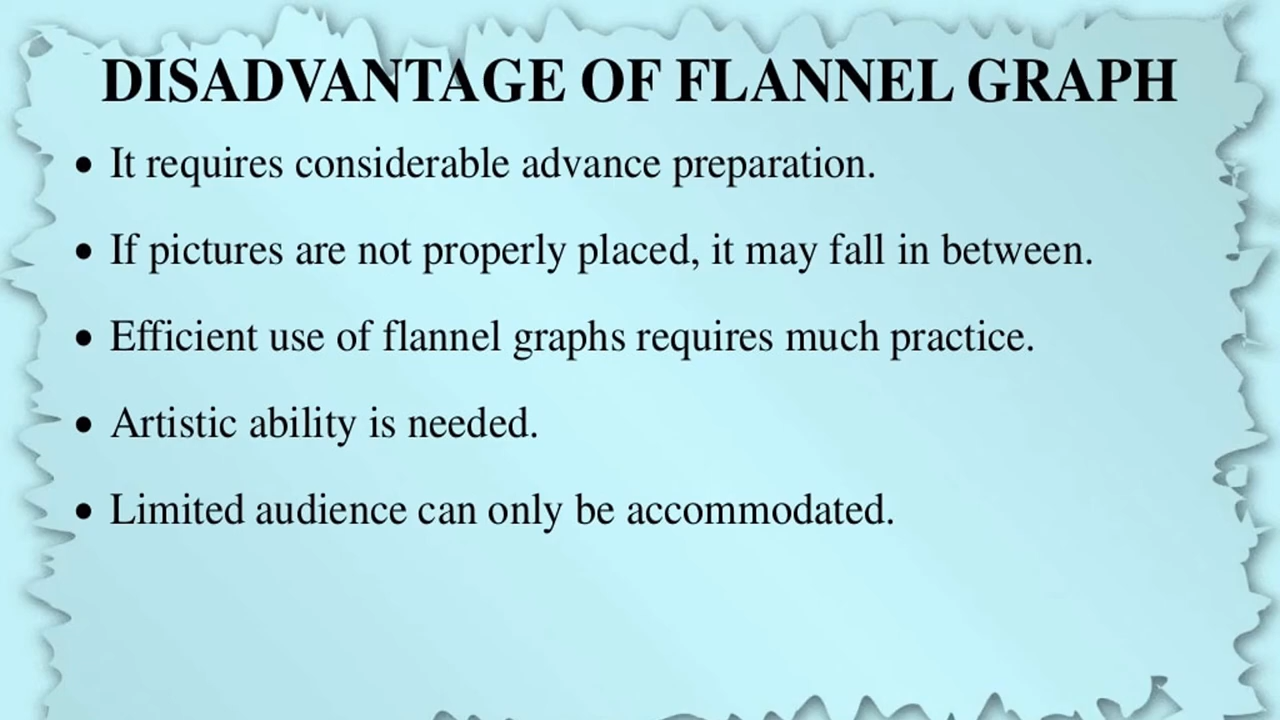 DISADVANTAGE OF FLANNEL GRAPH
• It requires considerable advance preparation.
• If pictures are not properly placed, it may fall in between.
• Efficient use of flannel graphs requires much practice.
• Artistic ability is needed.
• Limited audience can only be accommodated.